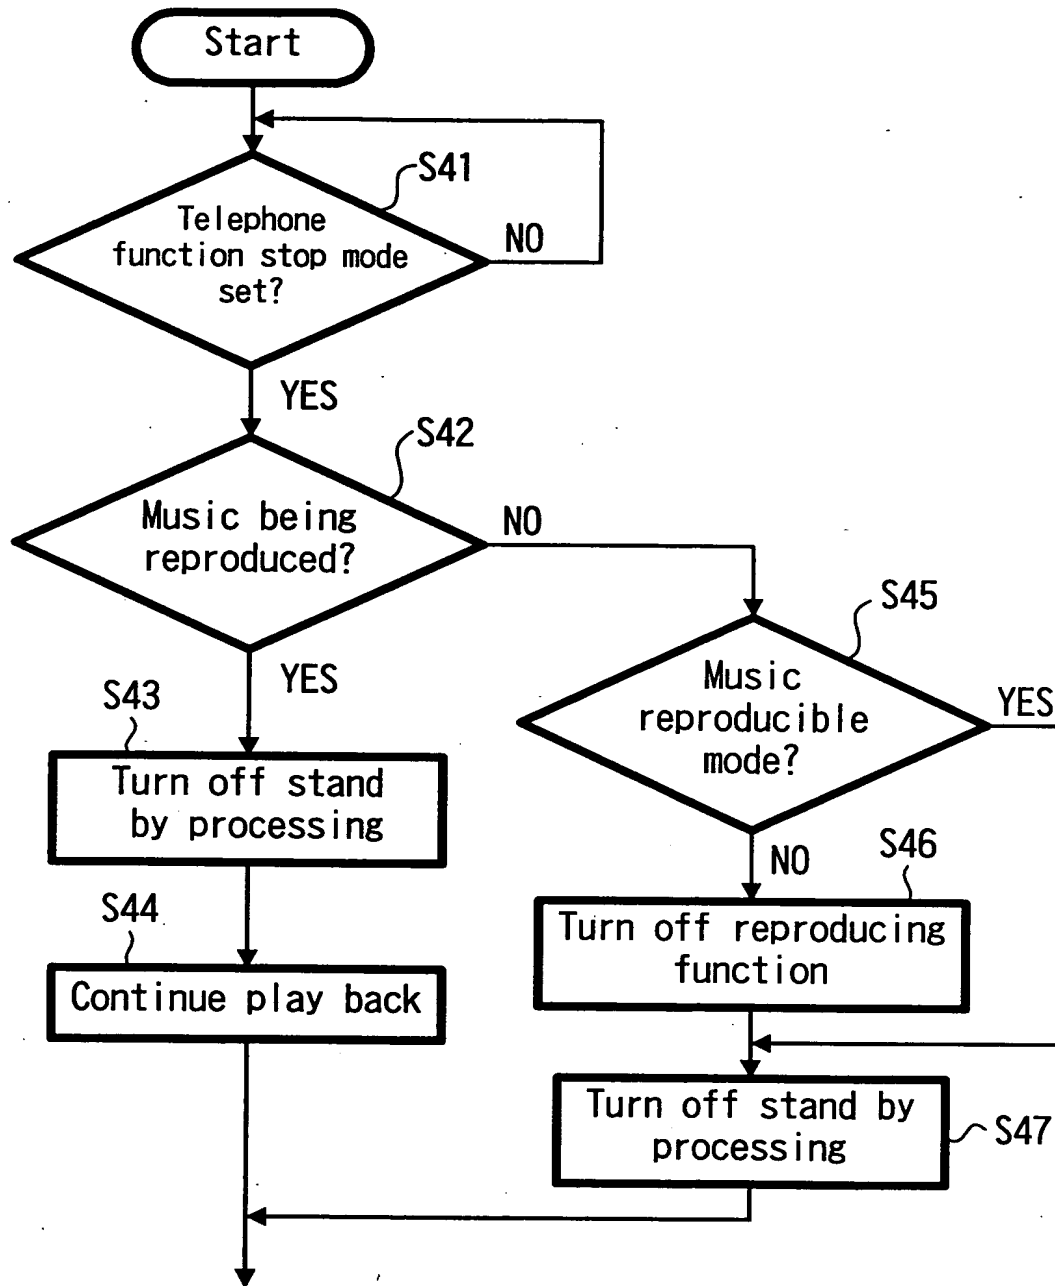 Start
S41
Telephone
function stop mode
set?
NO
YES
S42
Music being
reproduced?
NO
YES
S45
Music
reproducible
mode?
YES
NO
S43
Turn off stand
by processing
S44
Continue play back
S46
Turn off reproducing
function
Turn off stand by
processing
S47